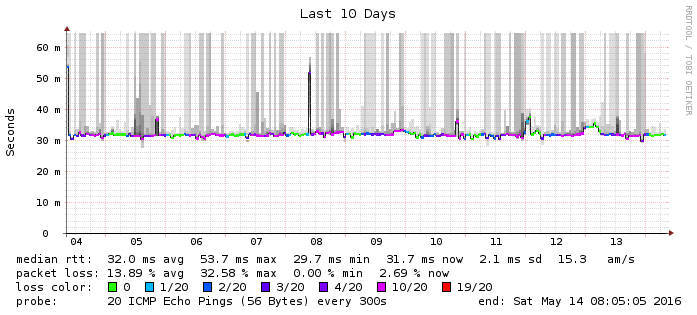 Last 10 Days
RRDTOOL / TOBI OETIKER
Seconds
60 m
50 m
40 m
30 m
20 m
10 m
0
04 05 06 07 08 09 10 11 12 13
median rtt: 32.0 ms avg 53.7 ms max 29.7 ms min 31.7 ms now 2.1 ms sd 15.3 am/s
packet loss: 13.89 % avg 32.58 % max 0.00 % min 2.69 % now
loss color: 0 1/20 2/20 3/20 4/20 10/20 19/20
probe: 20 ICMP Echo Pings (56 Bytes) every 300s end: Sat May 14 08:05:05 2016